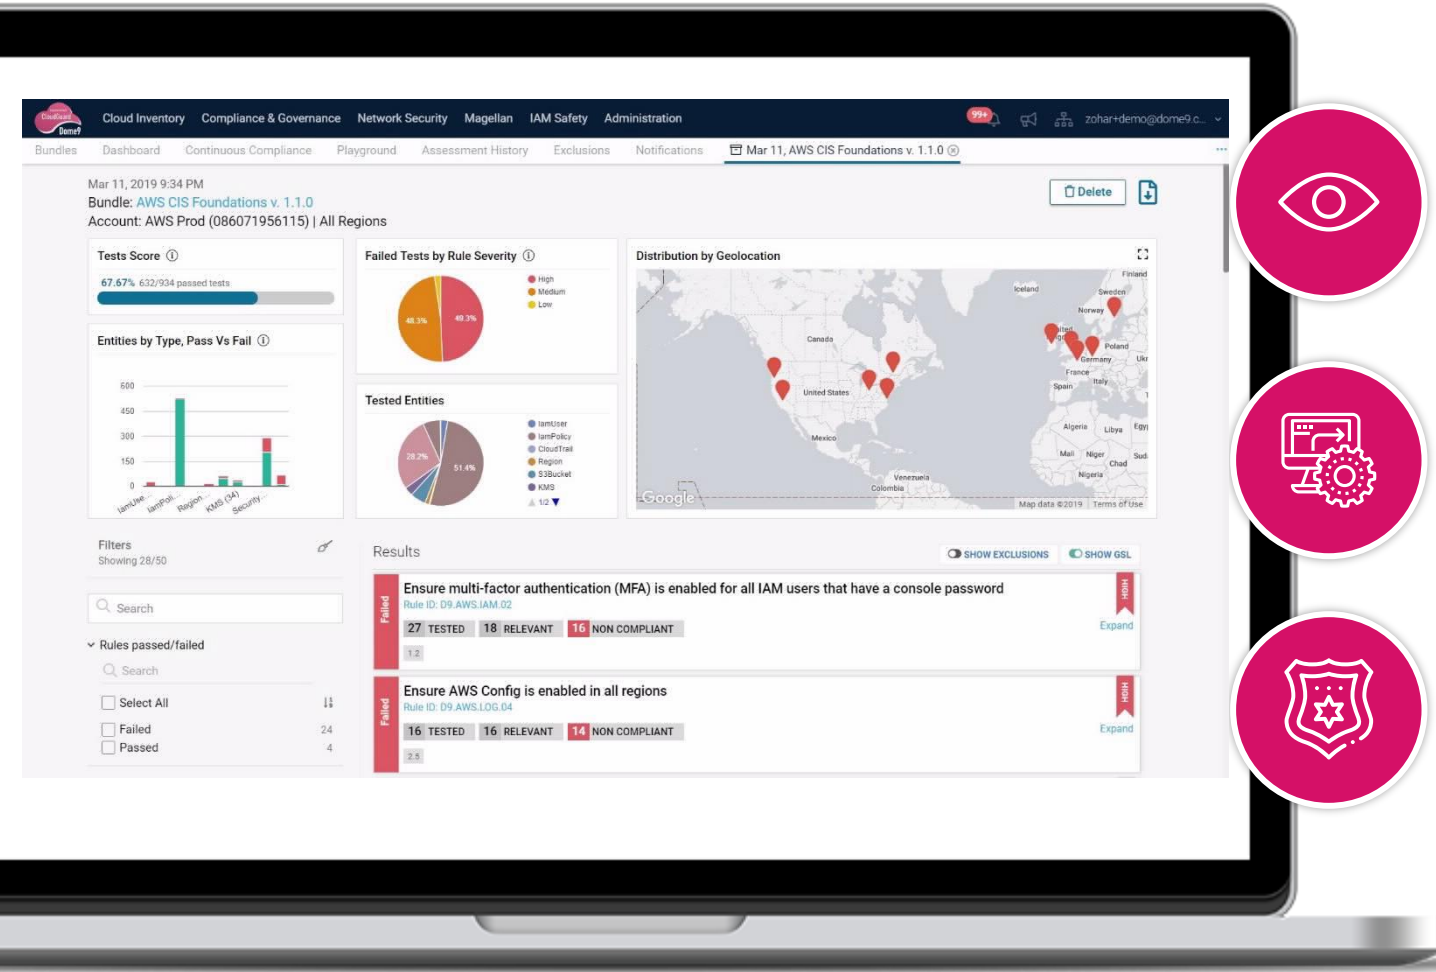 CloudGuard
Dome9
Cloud Inventory Compliance & Governance Network Security Magellan IAM Safety Administration
99+
zohar+demo@dome9.c...
Bundles Dashboard Continuous Compliance Playground Assessment History Exclusions Notifications Mar 11, AWS CIS Foundations v. 1.1.0
Mar 11, 2019 9:34 PM
Bundle: AWS CIS Foundations v. 1.1.0
Account: AWS Prod (086071956115) | All Regions
Delete
Tests Score
67.67% 632/934 passed tests
Entities by Type, Pass Vs Fail
600
450
300
150
0
IamUse...
IamPoli...
Region
KMS (34)
Security...
Failed Tests by Rule Severity
48.3%
49.3%
High
Medium
Low
Tested Entities
28.2%
51.4%
IamUser
IamPolicy
CloudTrail
Region
S3Bucket
KMS
1/2
Distribution by Geolocation
Finland
Iceland
Sweden
Norway
United
Canada
Poland
Germany
Ukr
France
United States
Spain
Italy
Algeria
Libya
Egy
Mexico
Mali
Niger
Chad
Sud
Nigeria
Venezuela
Colombia
Google
Map data ©2019 Terms of Use
Filters
Showing 28/50
Search
Rules passed/failed
Search
Select All
Failed 24
Passed 4
Results
SHOW EXCLUSIONS
SHOW GSL
Failed
Ensure multi-factor authentication (MFA) is enabled for all IAM users that have a console password
HIGH
Rule ID: D9.AWS.IAM.02
27 TESTED 18 RELEVANT 16 NON COMPLIANT
Expand
1.2
Failed
Ensure AWS Config is enabled in all regions
HIGH
Rule ID: D9.AWS.LOG.04
16 TESTED 16 RELEVANT 14 NON COMPLIANT
Expand
2.5